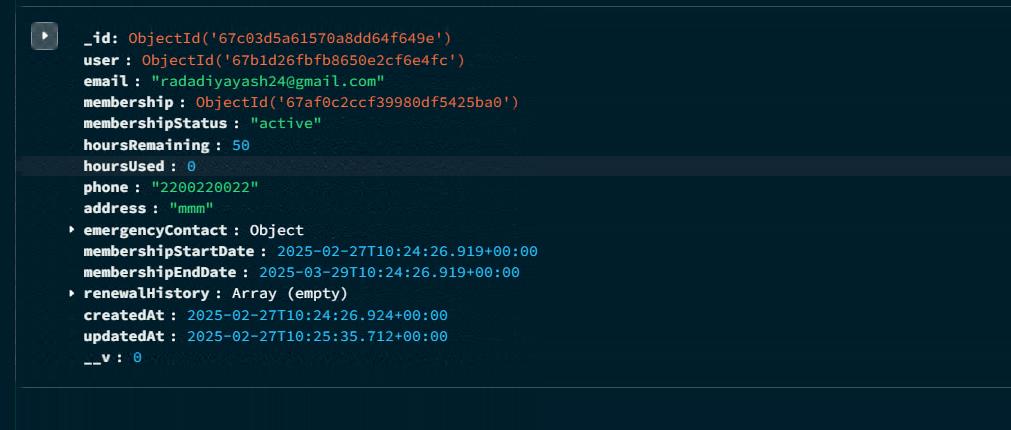 _id: ObjectId('67c03d5a61570a8dd64f649e')
user : ObjectId('67b1d26fbfb8650e2cf6e4fc')
email : "radadiyayash24@gmail.com"
membership : ObjectId('67af0c2ccf39980df5425ba0')
membershipStatus : "active"
hoursRemaining : 50
hoursUsed : 0
phone : "2200220022"
address : "mmm"
emergencyContact : Object
membershipStartDate : 2025-02-27T10:24:26.919+00:00
membershipEndDate : 2025-03-29T10:24:26.919+00:00
renewalHistory : Array (empty)
createdAt : 2025-02-27T10:24:26.924+00:00
updatedAt : 2025-02-27T10:25:35.712+00:00
__v : 0